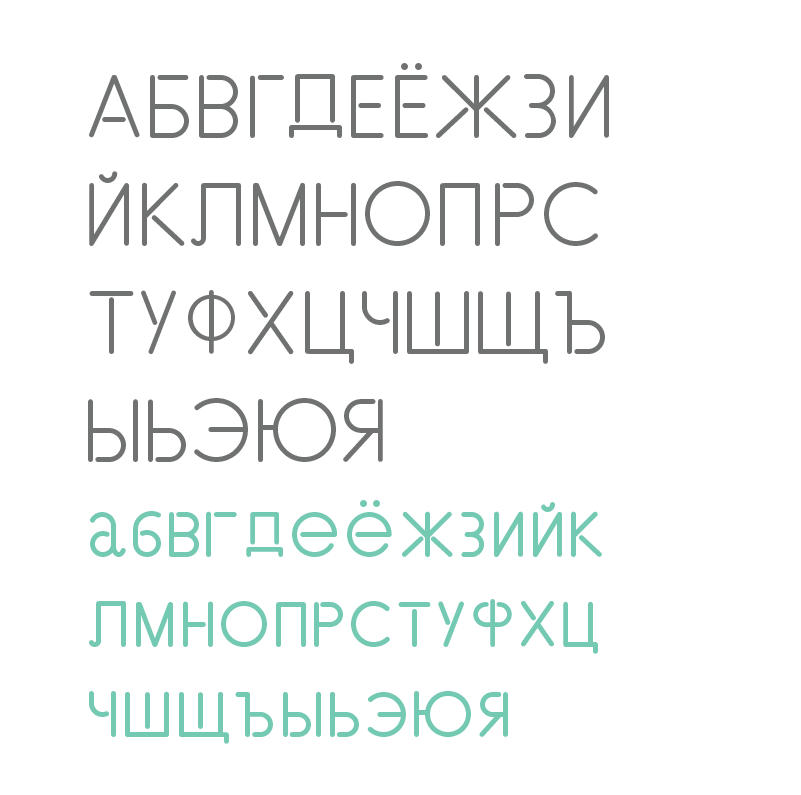 АБВГДЕЁЖЗИ
ЙКЛМНОПРС
ТУФХЦЧШЩЪ
ЫЬЭЮЯ
абвгдеёжзийк
лмнопрстуфхц
чшщъыьэюя